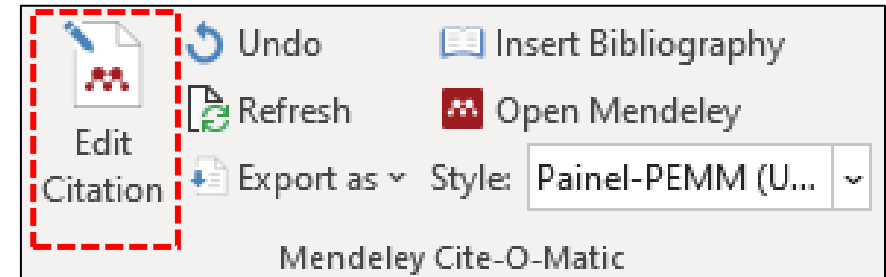 Edit
Citation
Undo
Refresh
Export as
Insert Bibliography
Open Mendeley
Style: Painel-PEMM (U...
Mendeley Cite-O-Matic